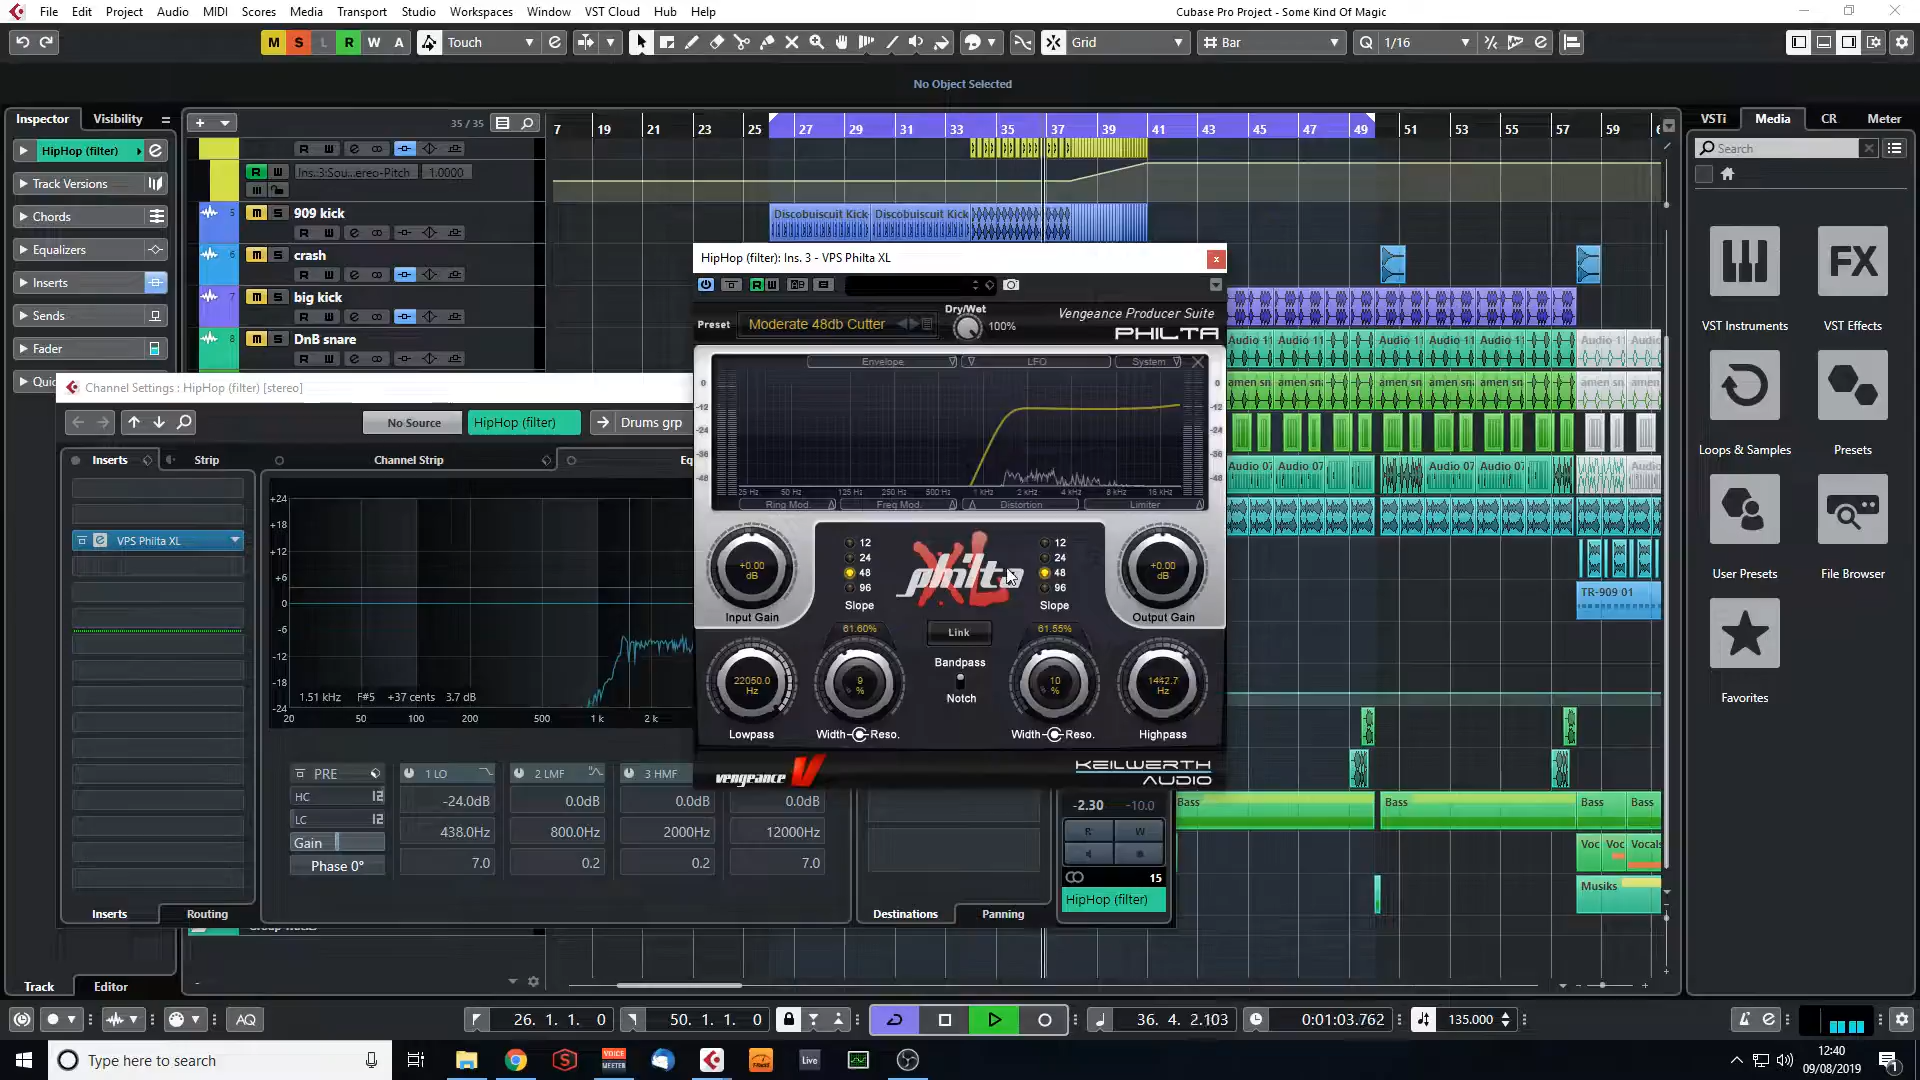 File Edit Project Audio MIDI Scores Media Transport Studio Workspaces Window VST Cloud Hub Help
Cubase Pro Project - Some Kind Of Magic
M S L R W A Touch Grid Bar Q 1/16
No Object Selected
Inspector Visibility 35 / 35
7 19 21 23 25 27 29 31 33 35 37 39 41 43 45 47 49 51 53 55 57 59 6
VSTi Media CR Meter
Search
HipHop (filter)
Track Versions
Chords
Equalizers
Inserts
Sends
Fader
Quic
Ins.:3:Sou...ereo-Pitch 1.0000
5 909 kick
6 crash
7 big kick
8 DnB snare
Discobuiscuit Kick Discobuiscuit Kick
VST Instruments VST Effects
Loops & Samples Presets
User Presets File Browser
Favorites
HipHop (filter): Ins. 3 - VPS Philta XL
Preset Moderate 48db Cutter Dry/Wet 100%
Vengeance Producer Suite
PHILTA
Envelope LFO System
0 -12 -24 -36 -48
25 Hz 50 Hz 125 Hz 250 Hz 500 Hz 1 kHz 2 kHz 4 kHz 8 kHz 16 kHz
Ring Mod. Freq Mod. Distortion Limiter
+0.00 dB
Input Gain
12 24 48 96 Slope
philta XL
12 24 48 96 Slope
+0.00 dB
Output Gain
61.60% Link 61.55%
Bandpass
Notch
22050.0 Hz
9 %
10 %
1442.7 Hz
Lowpass Width Reso. Width Reso. Highpass
vengeance V
KEILWERTH AUDIO
Channel Settings : HipHop (filter) [stereo]
No Source HipHop (filter) Drums grp
Inserts Strip Channel Strip Eq
VPS Philta XL
+24
+18
+12
+6
0
-6
-12
-18
-24
1.51 kHz F#5 +37 cents 3.7 dB
20 50 100 200 500 1 k 2 k
PRE 1 LO 2 LMF 3 HMF
HC -24.0dB 0.0dB 0.0dB 0.0dB
LC 438.0Hz 800.0Hz 2000Hz 12000Hz
Gain
Phase 0° 7.0 0.2 0.2 7.0
Inserts Routing
Destinations Panning
-2.30 -10.0
R W
15
HipHop (filter)
Audio 11 Audio 11 Audio 11 Audio 11 Audio 11 Audio 11 Audio 11
amen sn amen sn amen sn amen sn amen sn amen sn
Audio 07 Audio 07 Audio 07 Audio 07 Audio
TR-909 01
Bass Bass Bass Bass
Voc Voc Vocals
Musiks
Track Editor
AQ 26. 1. 1. 0 50. 1. 1. 0 36. 4. 2.103 0:01:03.762 135.000
Type here to search
VOICE MEETER
Live
12:40
09/08/2019
1